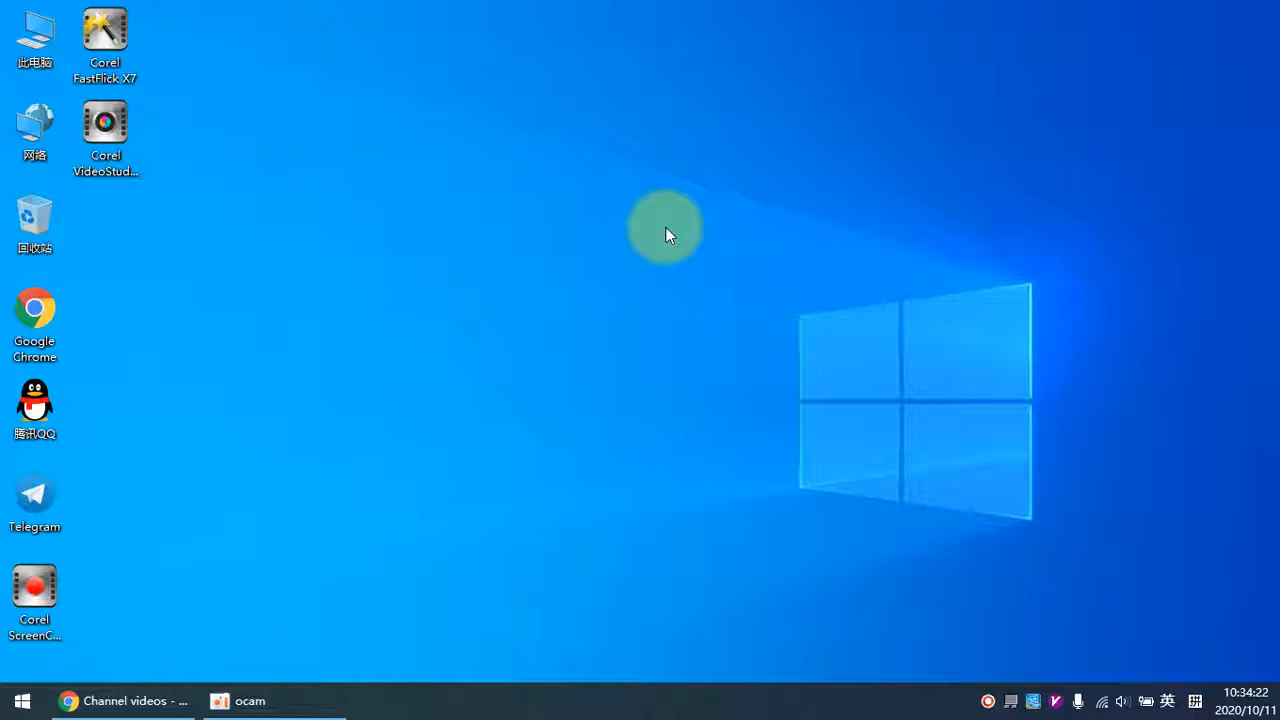 此电脑
Corel
FastFlick X7
网络
Corel
VideoStud...
回收站
Google
Chrome
腾讯QQ
Telegram
Corel
ScreenC...
Channel videos - ...
ocam
英
拼
10:34:22
2020/10/11